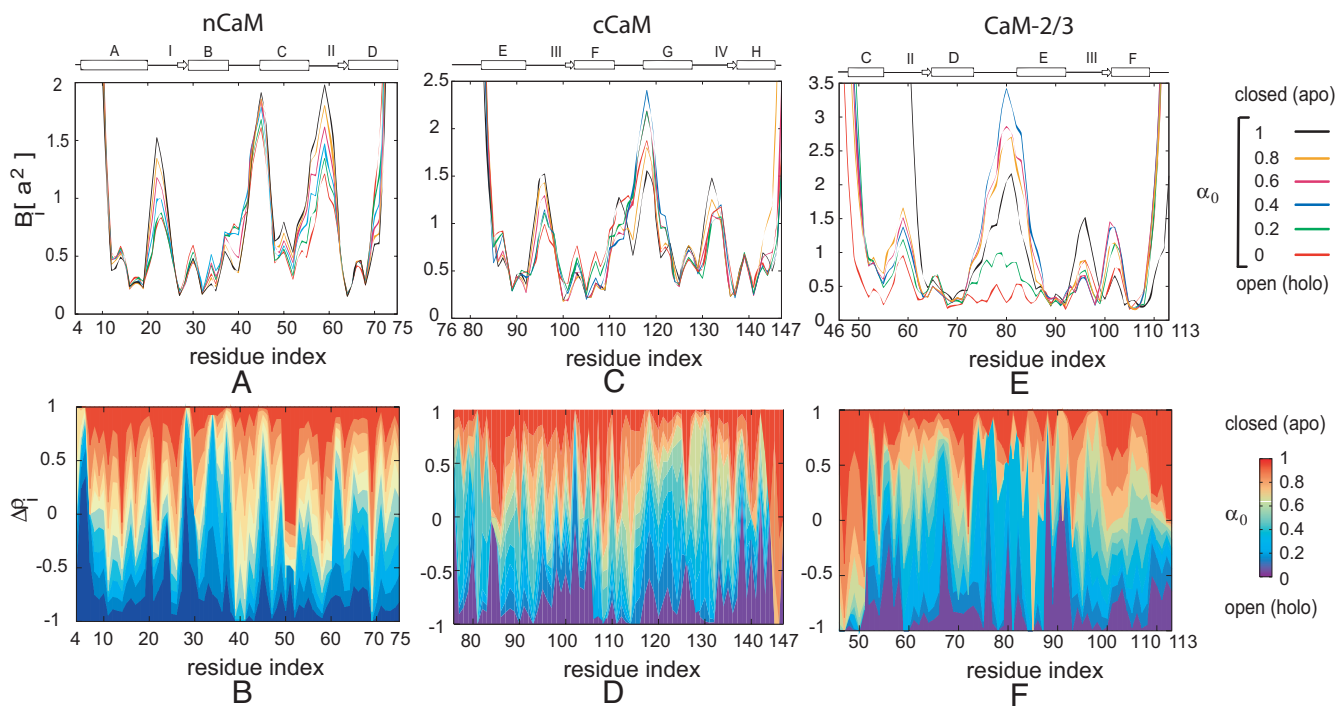 nCaM
cCaM
CaM-2/3
A I B C II D
E III F G IV H
C II D E III F
2
1.5
1
0.5
0
B_i [a²]
4 10 20 30 40 50 60 70 75
residue index
A
2.5
2
1.5
1
0.5
0
76 80 90 100 110 120 130 140 147
residue index
C
3.5
3
2.5
2
1.5
1
0.5
0
46 50 60 70 80 90 100 110 113
residue index
E
closed (apo)
α₀
1
0.8
0.6
0.4
0.2
0
open (holo)
1
0.5
0
-0.5
-1
Δρ_i
4 10 20 30 40 50 60 70 75
residue index
B
1
0.5
0
-0.5
-1
80 90 100 110 120 130 140 147
residue index
D
1
0.5
0
-0.5
-1
50 60 70 80 90 100 113
residue index
F
closed (apo)
α₀
1
0.8
0.6
0.4
0.2
0
open (holo)